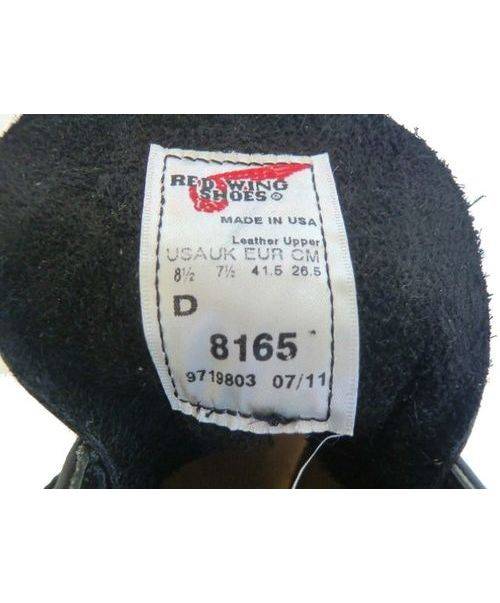 RED WING
SHOES®
MADE IN USA
Leather Upper
USA UK EUR CM
8½ 7½ 41.5 26.5
D
8165
9719803 07/11